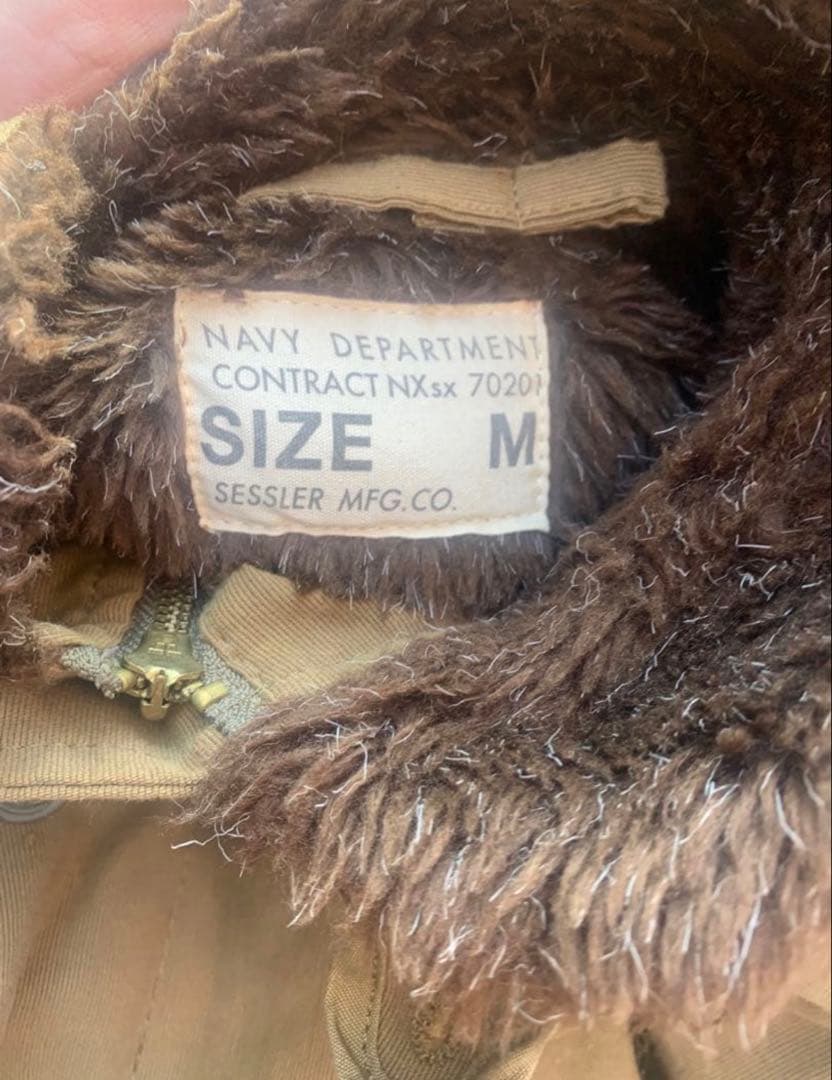 NAVY DEPARTMENT
CONTRACT NXsx 70201
SIZE M
SESSLER MFG.CO.